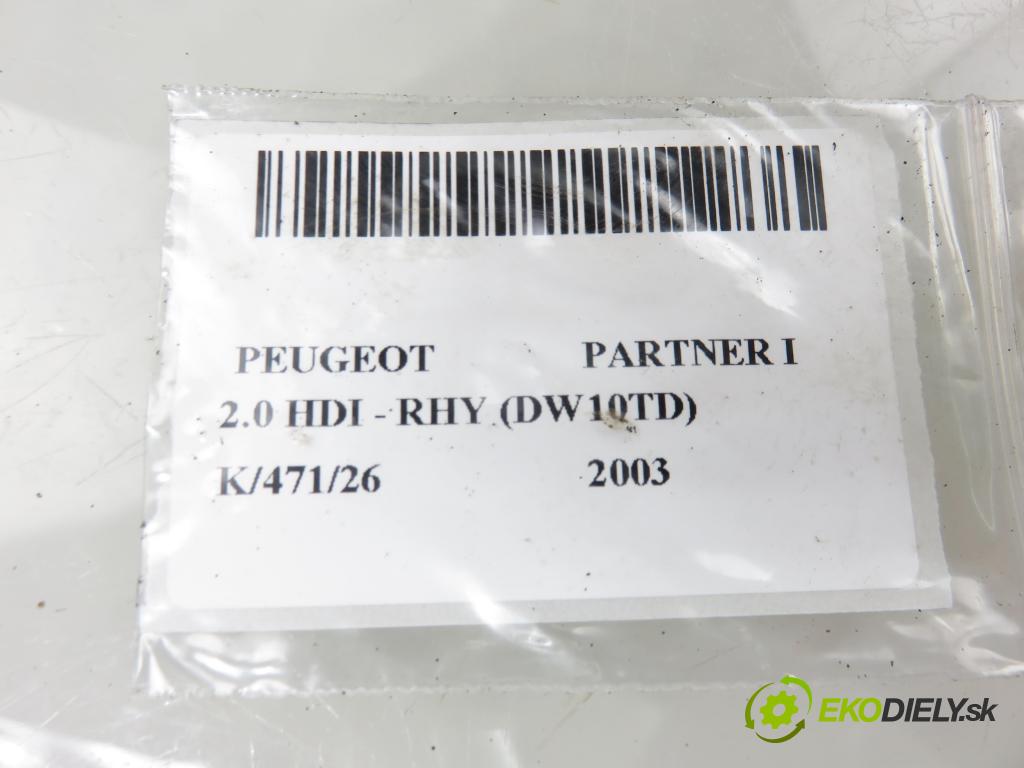 PEUGEOT PARTNER I
2.0 HDI - RHY (DW10TD)
K/471/26 2003
EKODIELY.sk